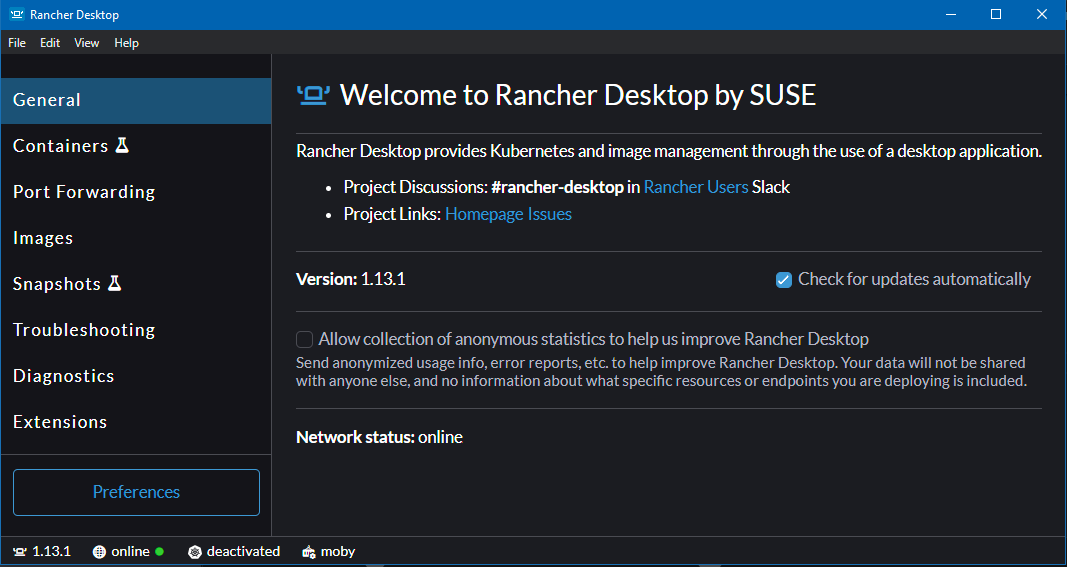 Rancher Desktop
File Edit View Help
General
Containers
Port Forwarding
Images
Snapshots
Troubleshooting
Diagnostics
Extensions
Preferences
Welcome to Rancher Desktop by SUSE
Rancher Desktop provides Kubernetes and image management through the use of a desktop application.
• Project Discussions: #rancher-desktop in Rancher Users Slack
• Project Links: Homepage Issues
Version: 1.13.1
Check for updates automatically
Allow collection of anonymous statistics to help us improve Rancher Desktop
Send anonymized usage info, error reports, etc. to help improve Rancher Desktop. Your data will not be shared
with anyone else, and no information about what specific resources or endpoints you are deploying is included.
Network status: online
1.13.1 online deactivated moby